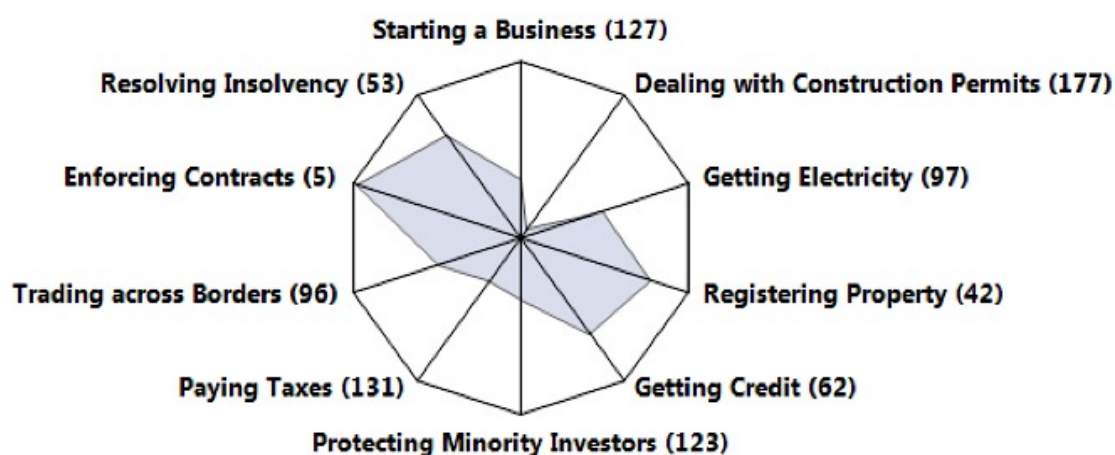 Starting a Business (127)
Resolving Insolvency (53)
Dealing with Construction Permits (177)
Enforcing Contracts (5)
Getting Electricity (97)
Trading across Borders (96)
Registering Property (42)
Paying Taxes (131)
Getting Credit (62)
Protecting Minority Investors (123)